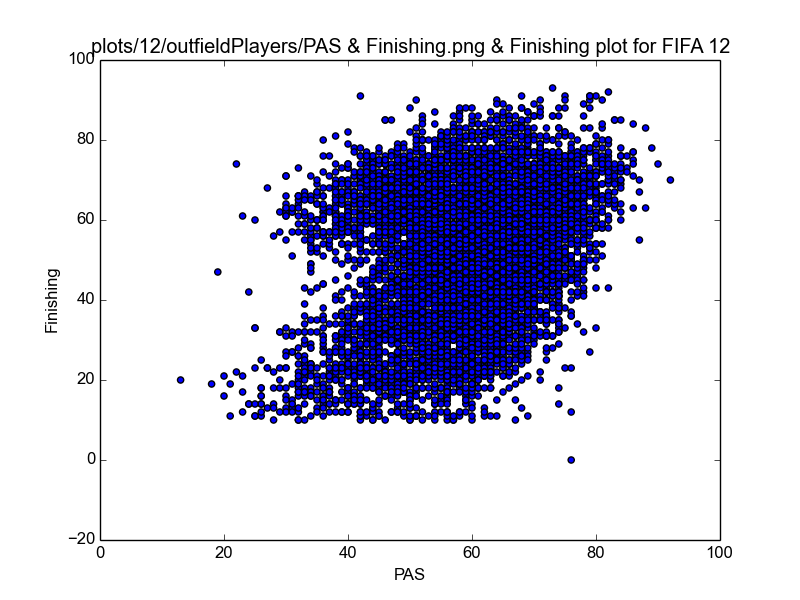 plots/12/outfieldPlayers/PAS & Finishing.png & Finishing plot for FIFA 12
100
80
60
40
20
0
−20
Finishing
0 20 40 60 80 100
PAS